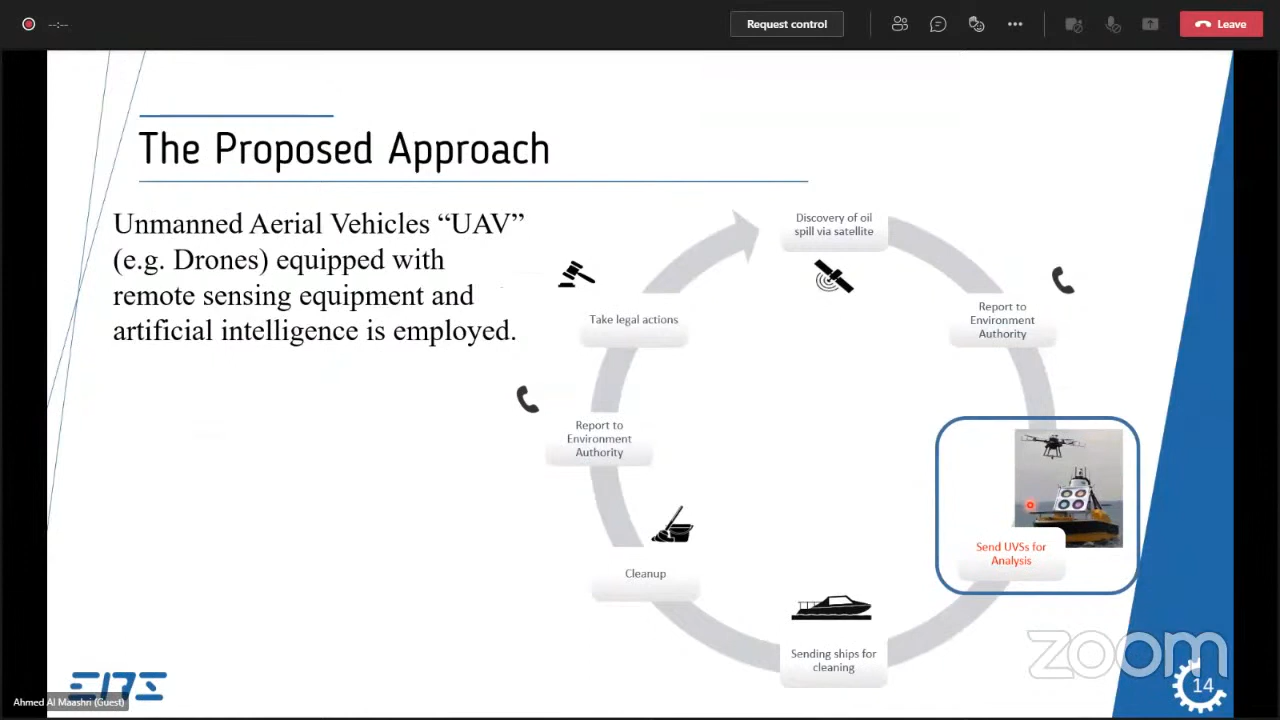 --:--
Request control
Leave
The Proposed Approach
Unmanned Aerial Vehicles “UAV”
(e.g. Drones) equipped with
remote sensing equipment and
artificial intelligence is employed.
Discovery of oil
spill via satellite
Report to
Environment
Authority
Send UVSs for
Analysis
Sending ships for
cleaning
Cleanup
Report to
Environment
Authority
Take legal actions
zoom
14
Ahmed Al Maashri (Guest)